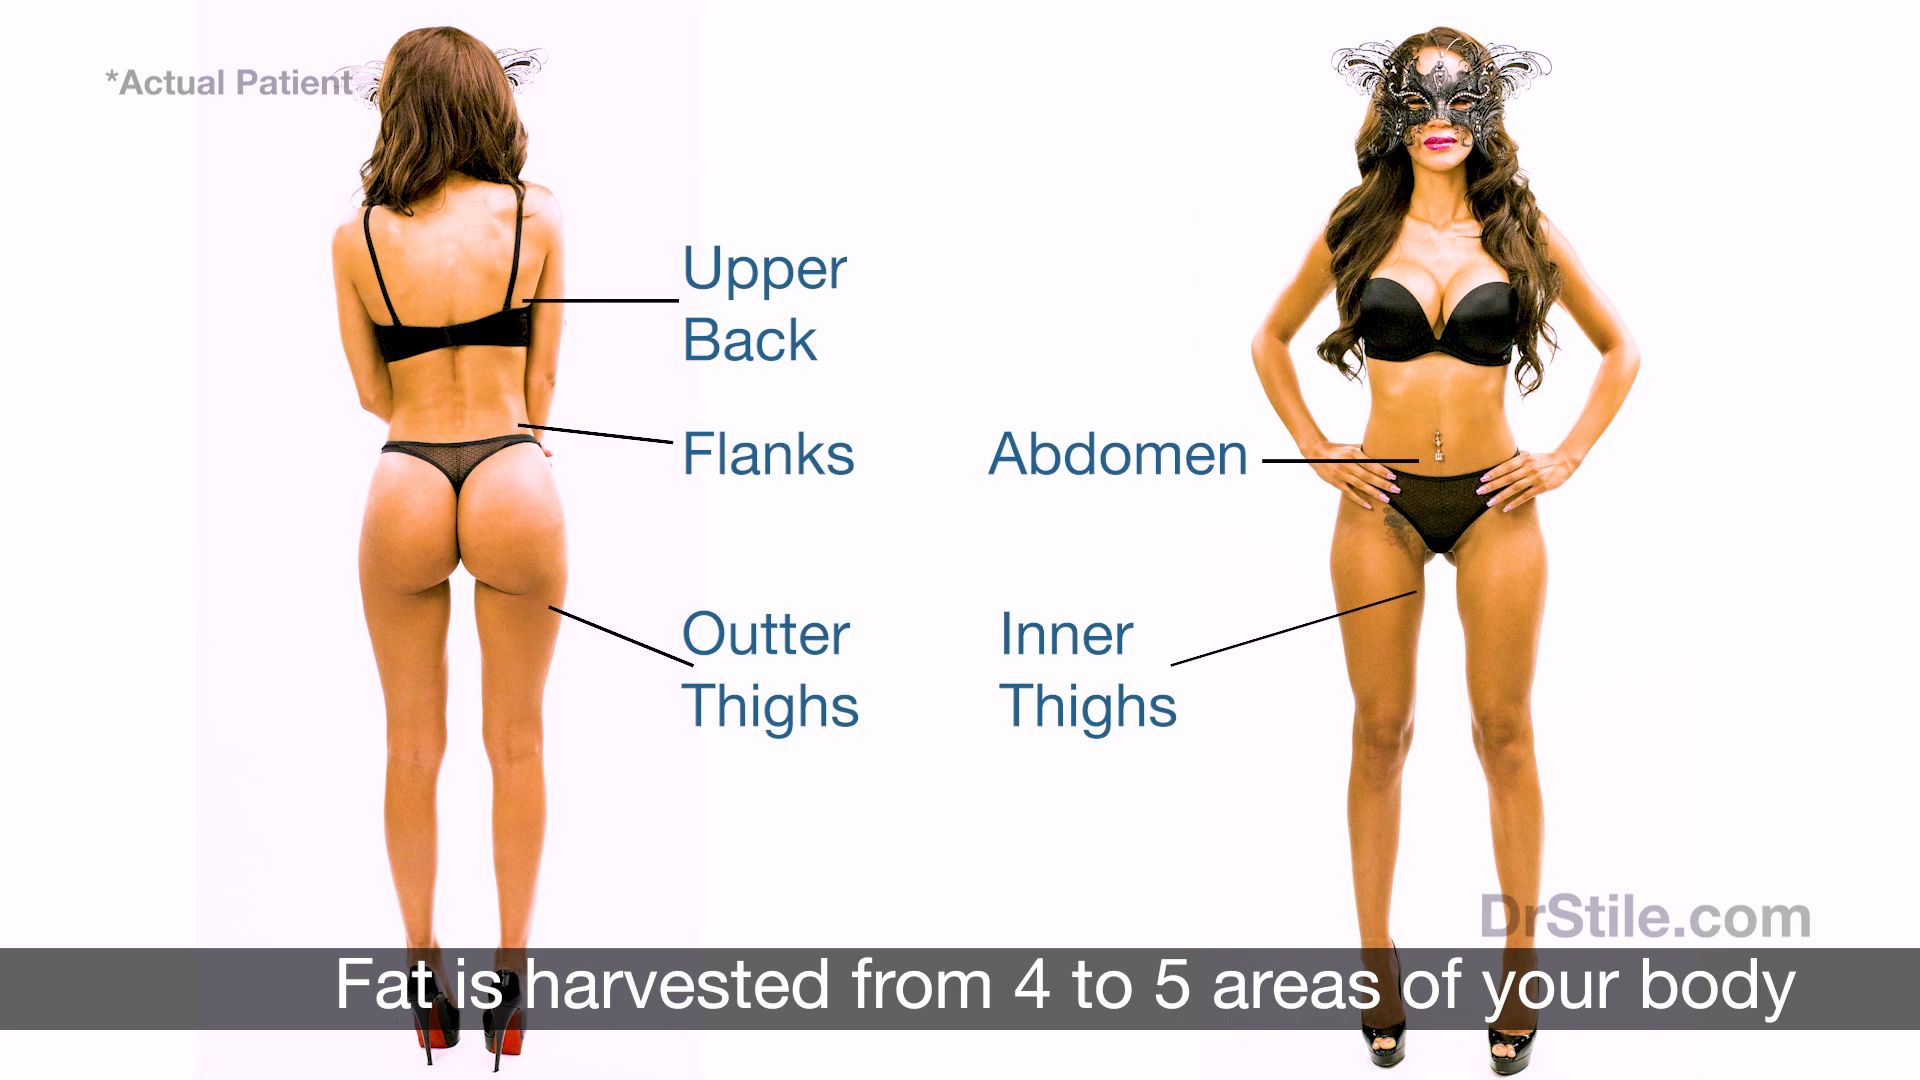 *Actual Patient
Upper
Back
Flanks
Abdomen
Outter
Thighs
Inner
Thighs
DrStile.com
Fat is harvested from 4 to 5 areas of your body